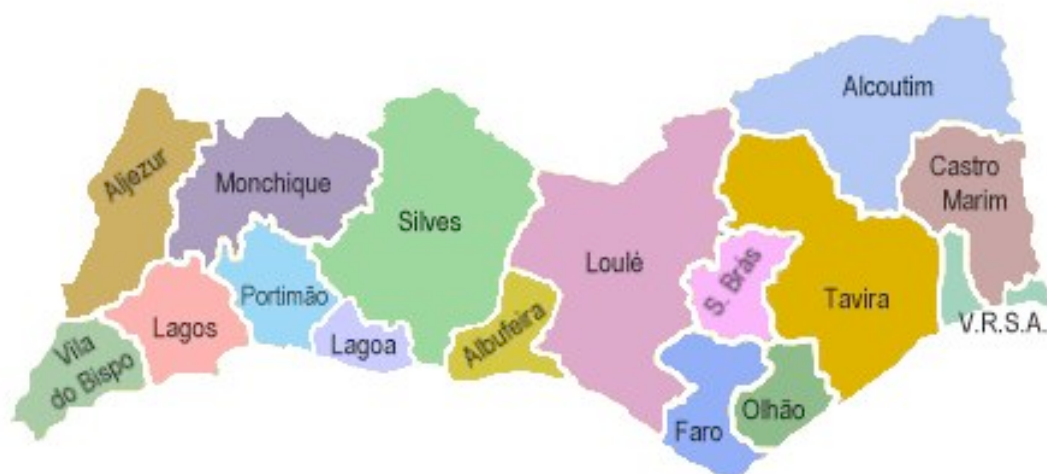 Alcoutim
Aljezur
Monchique
Castro
Marim
Silves
Loulé
S. Brás
Portimão
Tavira
Lagos
Lagoa
Albufeira
V.R.S.A.
Vila
do Bispo
Olhão
Faro